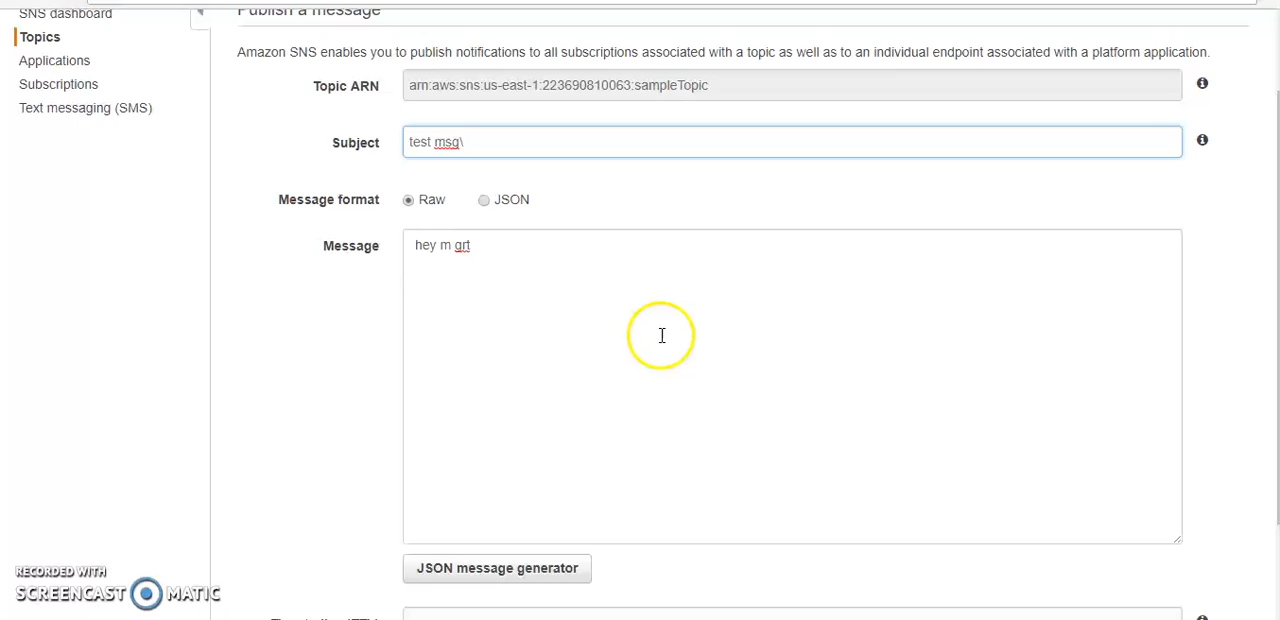 SNS dashboard
Publish a message
Topics
Applications
Subscriptions
Text messaging (SMS)
Amazon SNS enables you to publish notifications to all subscriptions associated with a topic as well as to an individual endpoint associated with a platform application.
Topic ARN arn:aws:sns:us-east-1:223690810063:sampleTopic
Subject test msg\
Message format Raw JSON
Message hey m grt
JSON message generator
RECORDED WITH
SCREENCAST MATIC